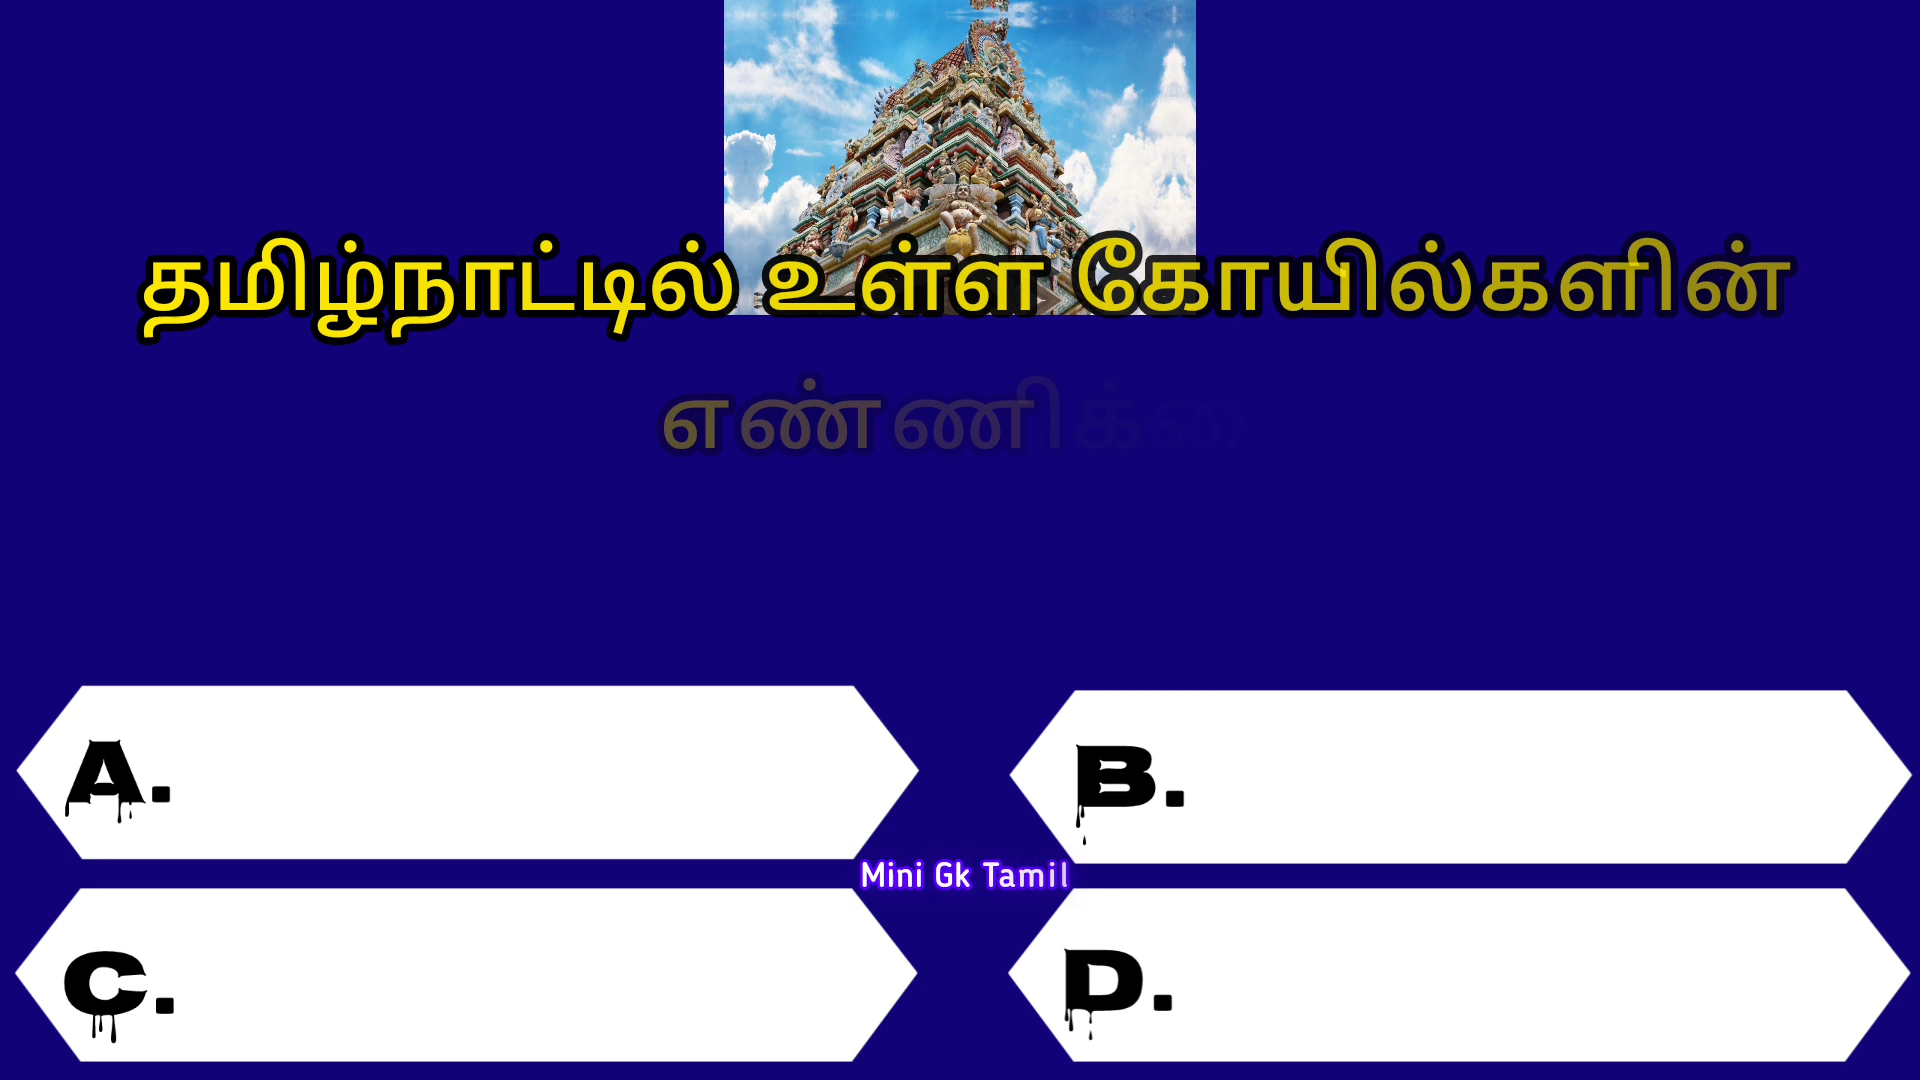 தமிழ்நாட்டில் உள்ள கோயில்களின்
எண்ணிக்கை
A.
B.
Mini Gk Tamil
C.
D.